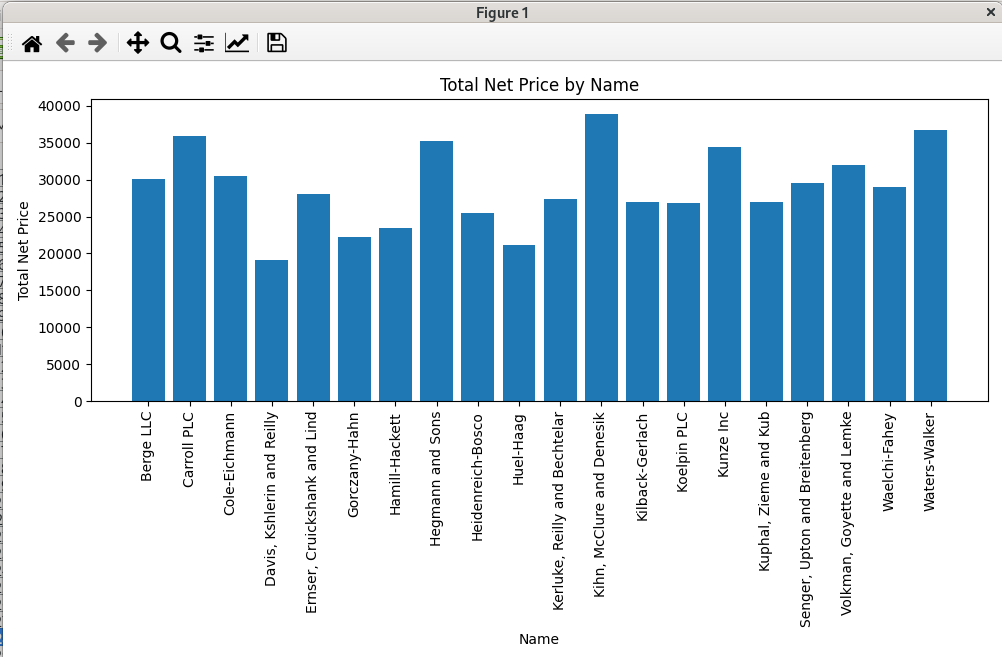 Figure 1
Total Net Price by Name
Total Net Price
40000
35000
30000
25000
20000
15000
10000
5000
0
Berge LLC
Carroll PLC
Cole-Eichmann
Davis, Kshlerin and Reilly
Ernser, Cruickshank and Lind
Gorczany-Hahn
Hamill-Hackett
Hegmann and Sons
Heidenreich-Bosco
Huel-Haag
Kerluke, Reilly and Bechtelar
Kihn, McClure and Denesik
Kilback-Gerlach
Koelpin PLC
Kunze Inc
Kuphal, Zieme and Kub
Senger, Upton and Breitenberg
Volkman, Goyette and Lemke
Waelchi-Fahey
Waters-Walker
Name